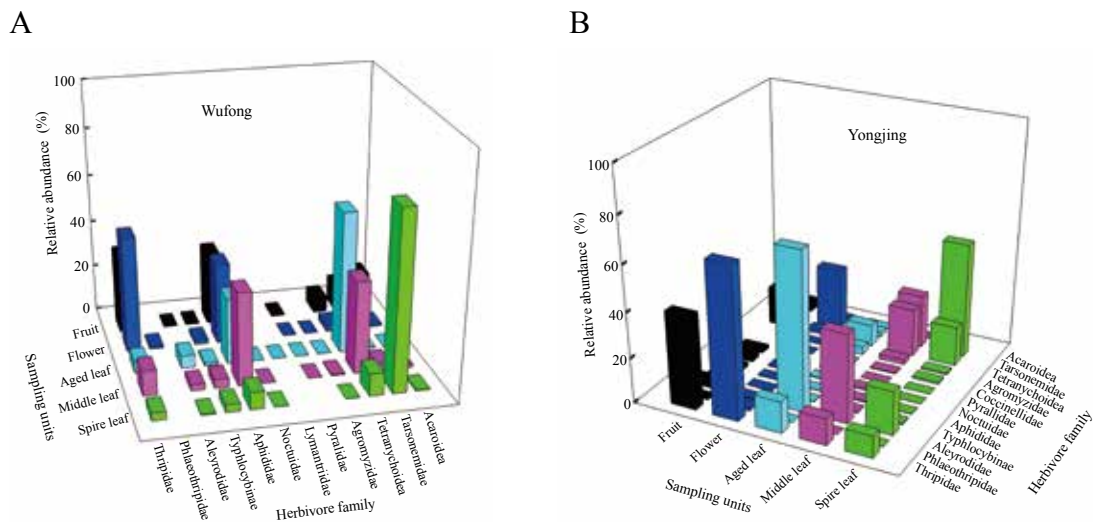 A
B
Wufong
Relative abundance (%)
100
80
60
40
20
0
Fruit
Flower
Aged leaf
Middle leaf
Spire leaf
Sampling units
Thripidae
Phlaeothripidae
Aleyrodidae
Typhlocybinae
Aphididae
Noctuidae
Lymantriidae
Pyralidae
Agromyzidae
Tetranychoidea
Tarsonemidae
Acaroidea
Herbivore family
Yongjing
Relative abundance (%)
100
80
60
40
20
0
Fruit
Flower
Aged leaf
Middle leaf
Spire leaf
Sampling units
Acaroidea
Tarsonemidae
Tetranychoidea
Agromyzidae
Coccinellidae
Pyrallidae
Noctuidae
Aphididae
Typhlocybinae
Aleyrodidae
Phlaeothripidae
Thripidae
Herbivore family